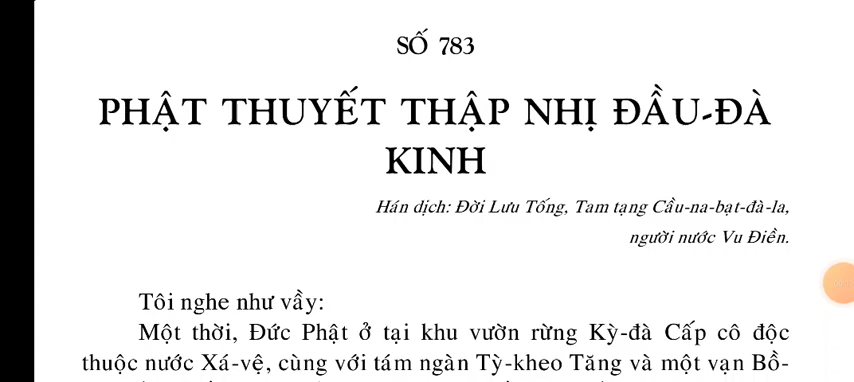 SỐ 783
PHẬT THUYẾT THẬP NHỊ ĐẦU-ĐÀ
KINH
Hán dịch: Đời Lưu Tống, Tam tạng Cầu-na-bạt-đà-la,
người nước Vu Điền.
Tôi nghe như vầy:
Một thời, Đức Phật ở tại khu vườn rừng Kỳ-đà Cấp cô độc
thuộc nước Xá-vệ, cùng với tám ngàn Tỳ-kheo Tăng và một vạn Bồ-